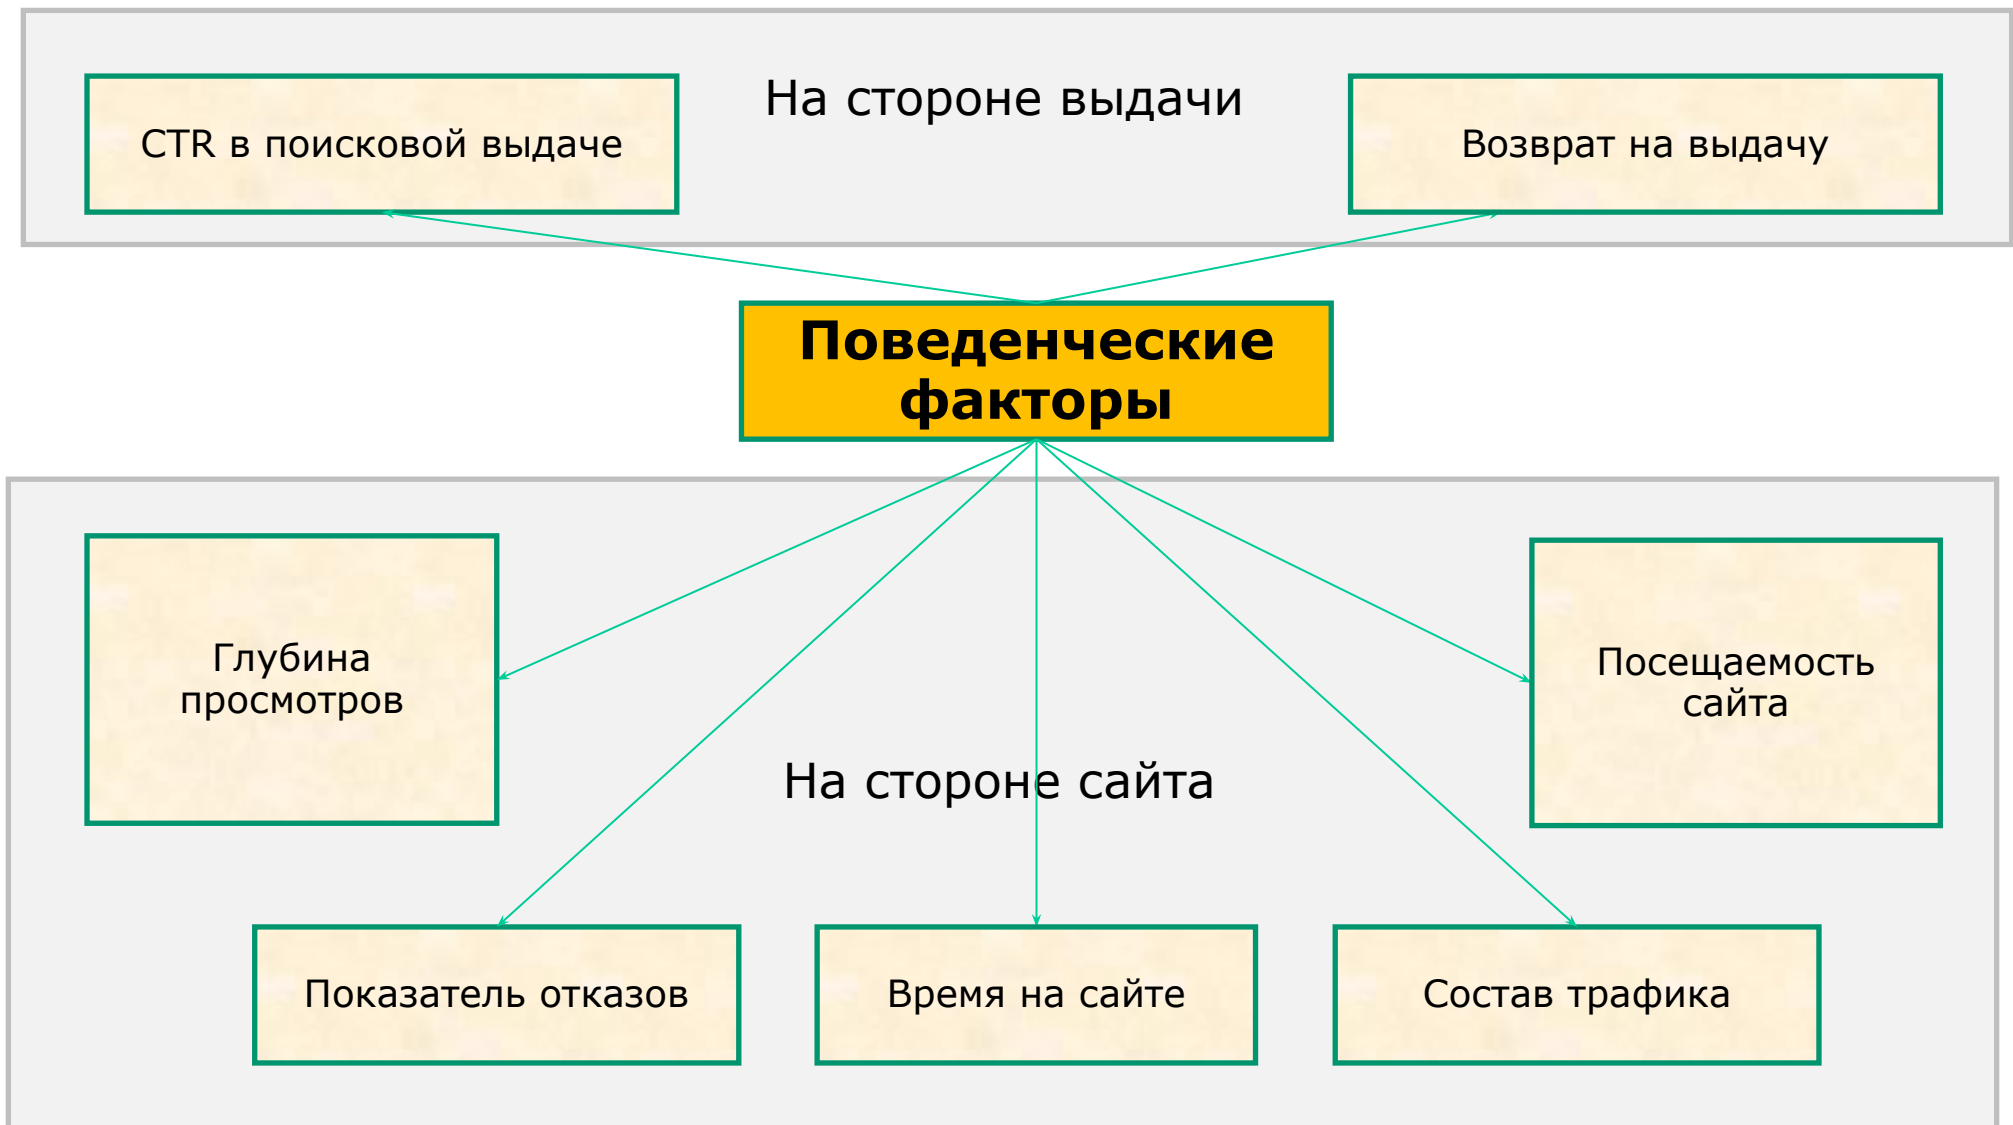 На стороне выдачи
CTR в поисковой выдаче
Возврат на выдачу
Поведенческие
факторы
Глубина
просмотров
Посещаемость
сайта
На стороне сайта
Показатель отказов
Время на сайте
Состав трафика